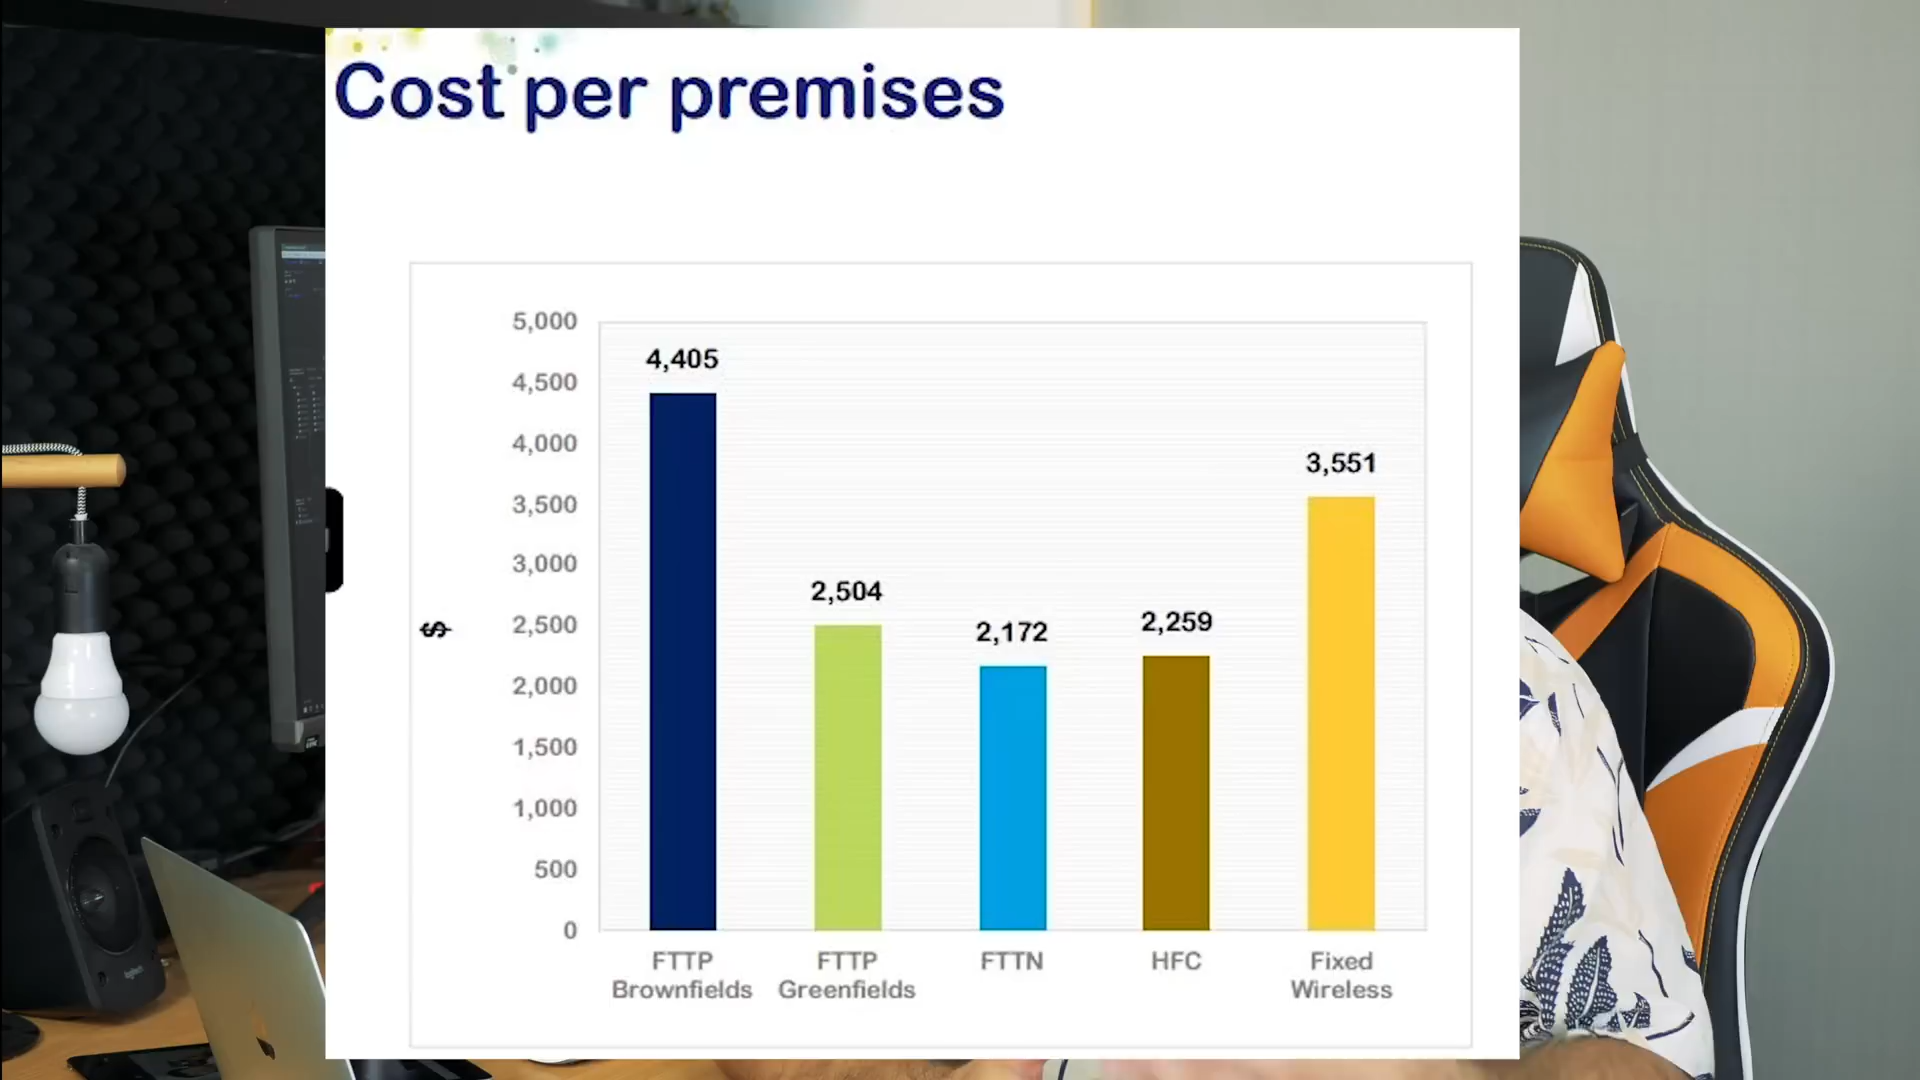 Cost per premises
5,000
4,500
4,000
3,500
3,000
2,500
2,000
1,500
1,000
500
0
$
4,405
2,504
2,172
2,259
3,551
FTTP
Brownfields
FTTP
Greenfields
FTTN
HFC
Fixed
Wireless
logitech